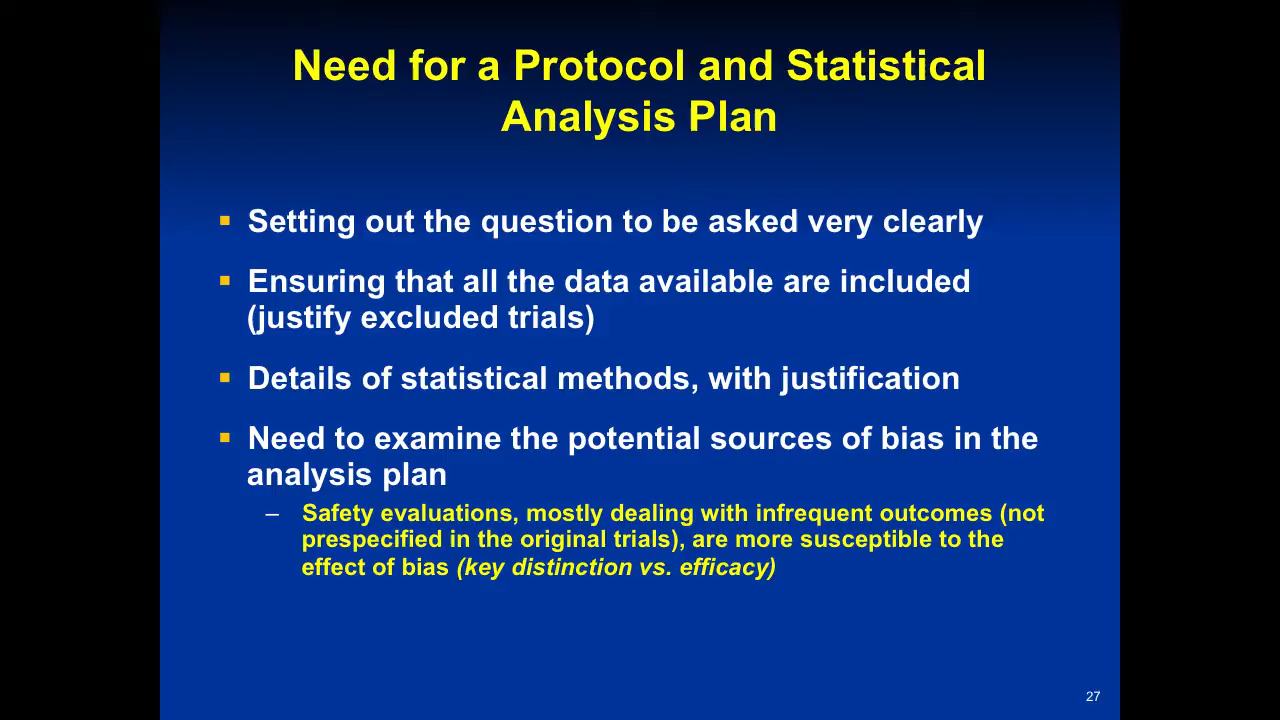 Need for a Protocol and Statistical
Analysis Plan
▪ Setting out the question to be asked very clearly
▪ Ensuring that all the data available are included
(justify excluded trials)
▪ Details of statistical methods, with justification
▪ Need to examine the potential sources of bias in the
analysis plan
– Safety evaluations, mostly dealing with infrequent outcomes (not
prespecified in the original trials), are more susceptible to the
effect of bias (key distinction vs. efficacy)
27